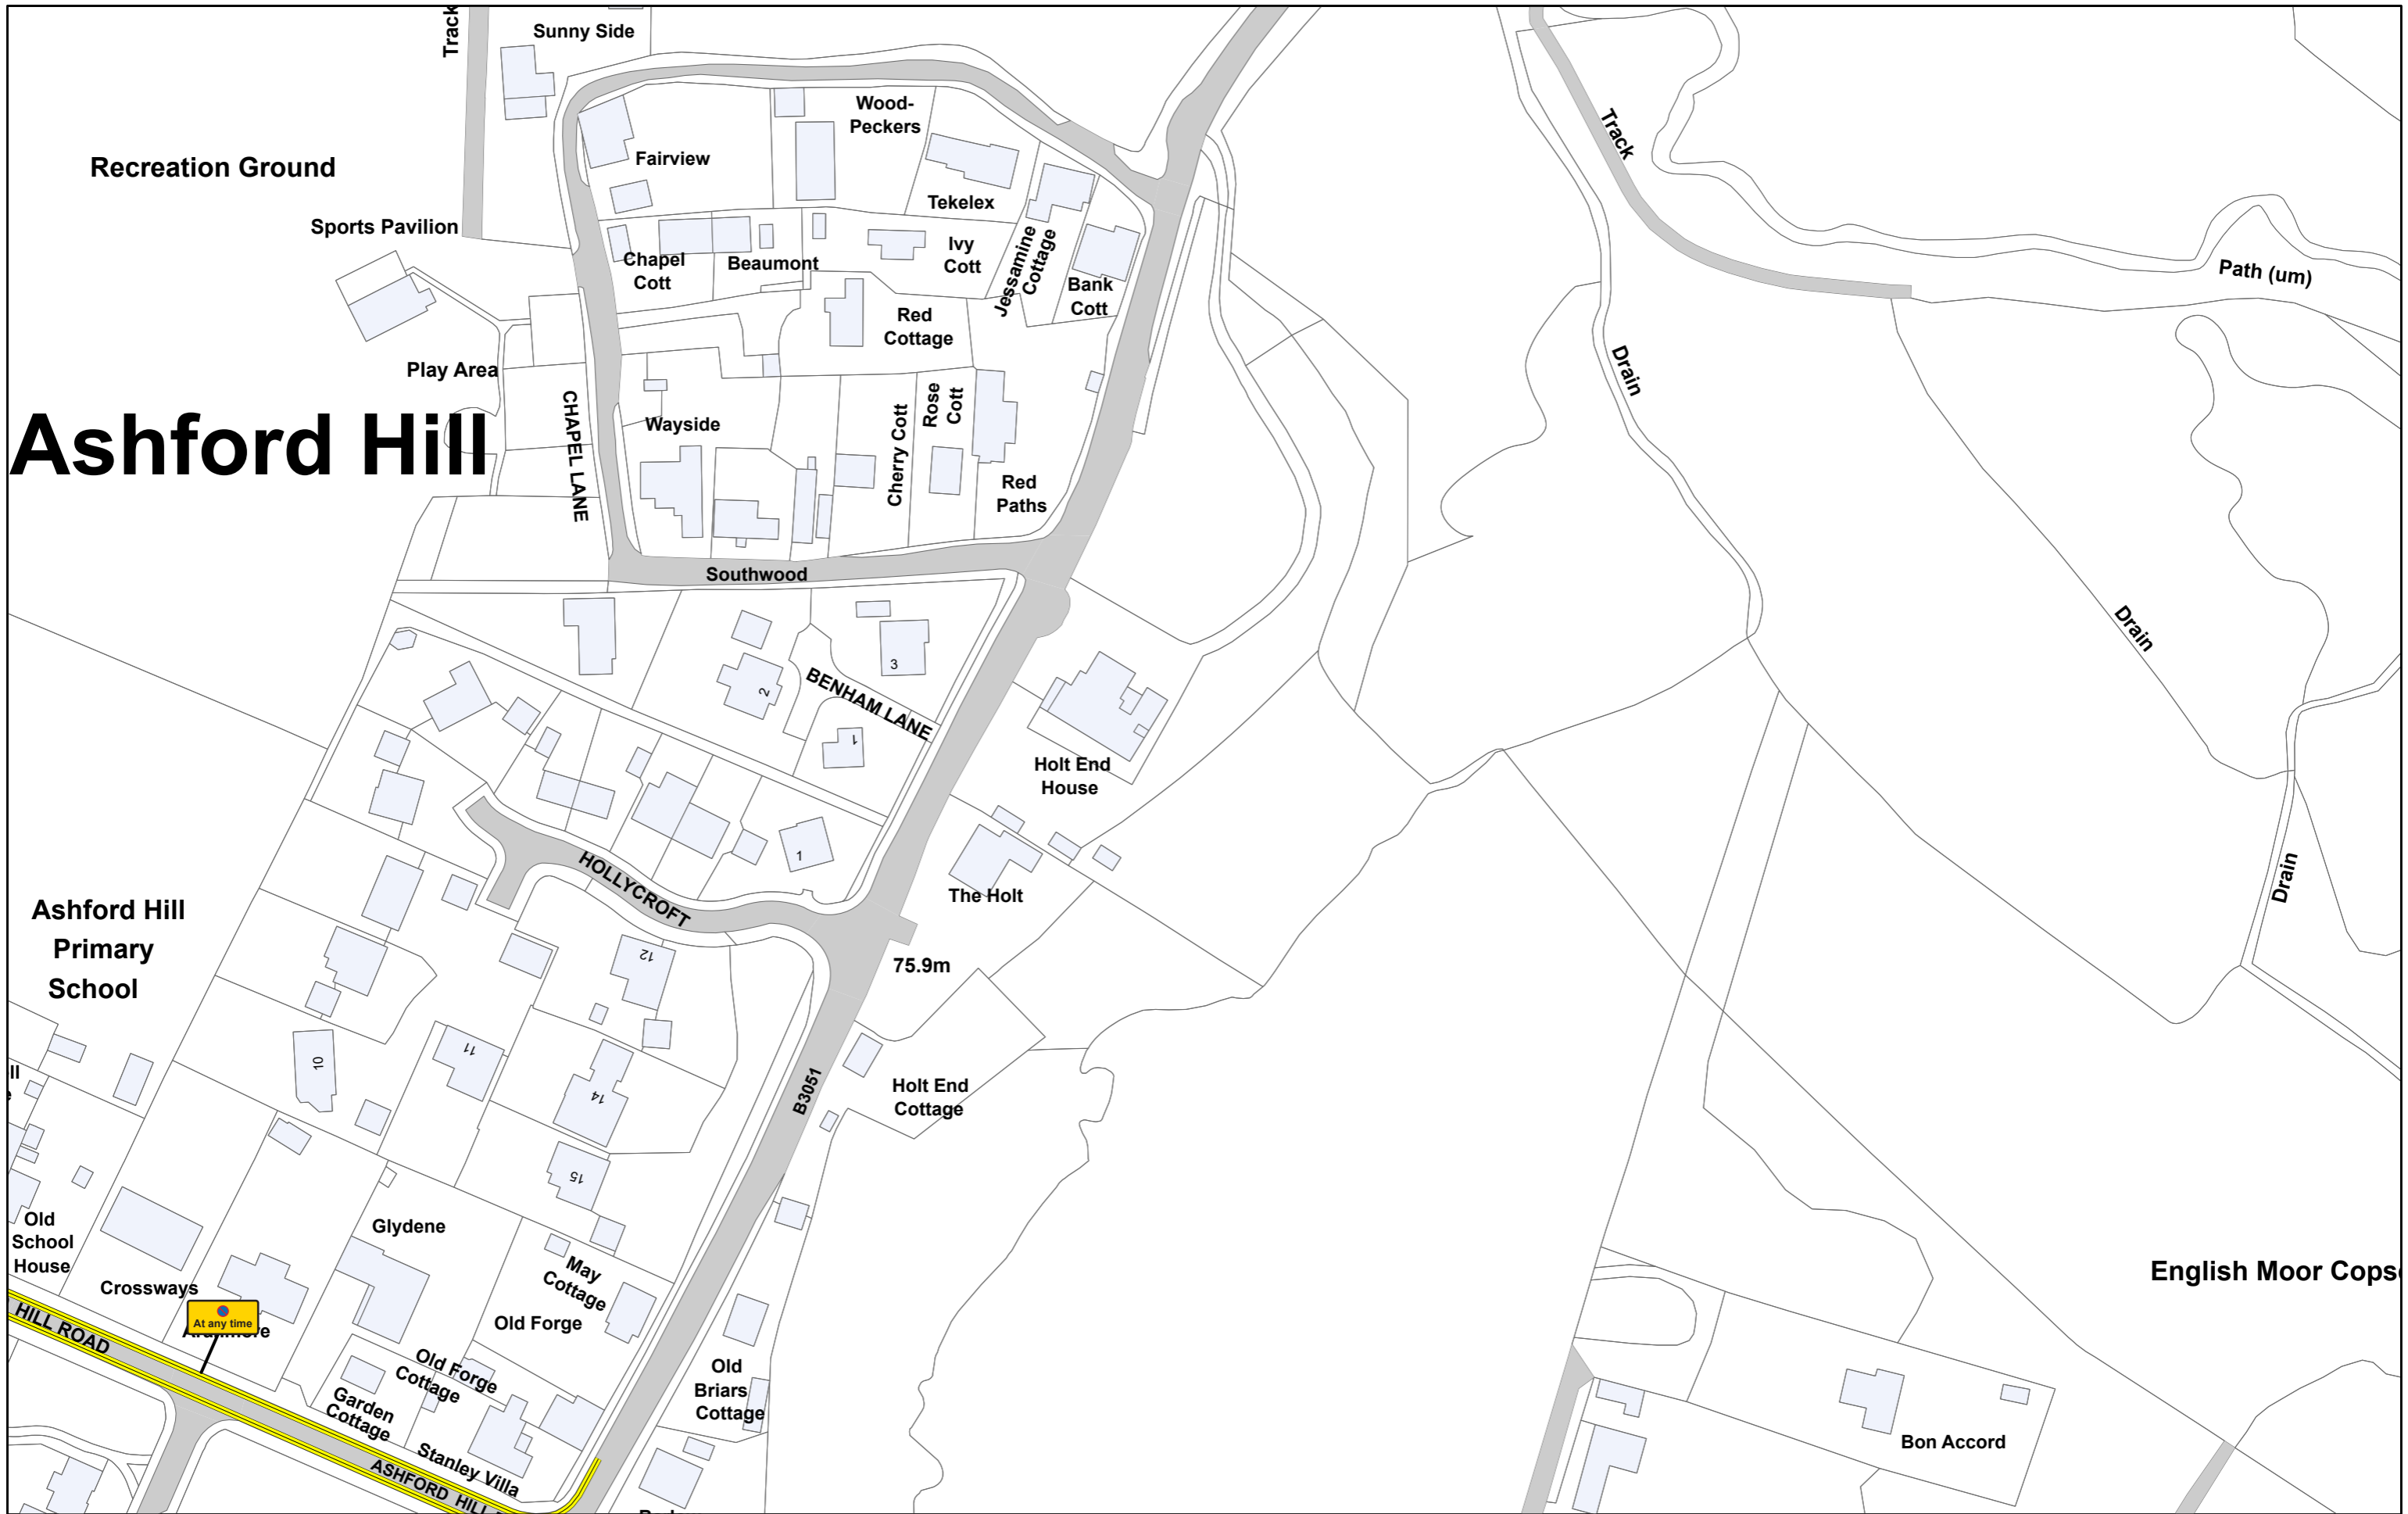 Track
Sunny Side
Wood-
Peckers
Fairview
Recreation Ground
Track
Sports Pavilion
Tekelex
Chapel
Cott
Beaumont
Ivy
Cott
Jessamine
Cottage
Bank
Cott
Path (um)
Red
Cottage
Play Area
Drain
CHAPEL LANE
Ashford Hill
Wayside
Cherry Cott
Rose
Cott
Red
Paths
Southwood
Drain
3
2
BENHAM LANE
1
Holt End
House
1
HOLLYCROFT
The Holt
Drain
Ashford Hill
Primary
School
12
75.9m
10
11
14
B3051
Holt End
Cottage
15
Old
School
House
Glydene
May
Cottage
English Moor Cops
Crossways
At any time
HILL ROAD
Old Forge
Old Forge
Cottage
Garden
Cottage
Old
Briars
Cottage
Stanley Villa
ASHFORD HILL
Bon Accord